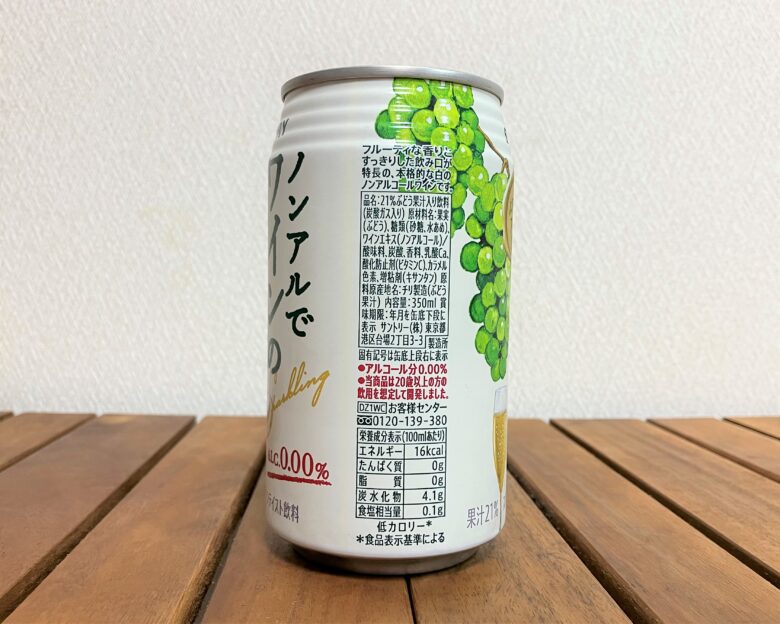 ノンアルで
ワインの
Sparkling
ALC.0.00%
テイスト飲料
フルーティな香りと
すっきりした飲み口が
特長の、本格的な白の
ノンアルコールワインです。
品名:21%ぶどう果汁入り飲料
(炭酸ガス入り) 原材料名:果実
(ぶどう)、糖類(砂糖、水あめ)、
ワインエキス(ノンアルコール)/
酸味料、炭酸、香料、乳酸Ca、
酸化防止剤(ビタミンC)、カラメル
色素、増粘剤(キサンタン) 原
料原産地名:チリ製造(ぶどう
果汁) 内容量:350ml 賞
味期限:年月を缶底下段に
表示 サントリー(株) 東京都
港区台場2丁目3-3 製造所
固有記号は缶底上段右に表示
●アルコール分0.00%
●当商品は20歳以上の方の
飲用を想定して開発しました。
DZ1WC お客様センター
0120-139-380
栄養成分表示(100mlあたり)
エネルギー 16kcal
たんぱく質 0g
脂質 0g
炭水化物 4.1g
食塩相当量 0.1g
低カロリー*
*食品表示基準による
果汁21%